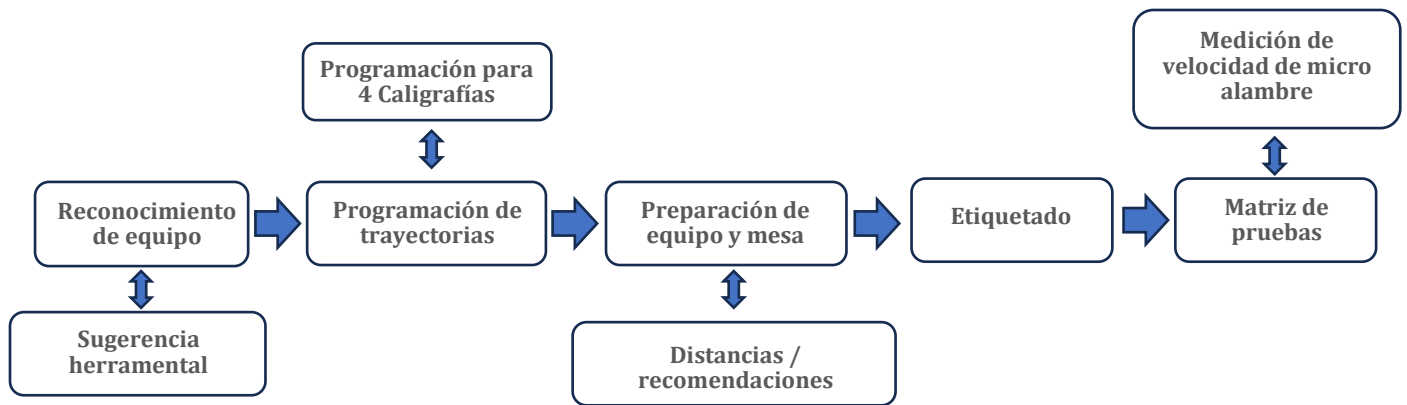 Programación para
4 Caligrafías
Medición de
velocidad de micro
alambre
Reconocimiento
de equipo
Programación de
trayectorias
Preparación de
equipo y mesa
Etiquetado
Matriz de
pruebas
Sugerencia
herramental
Distancias /
recomendaciones